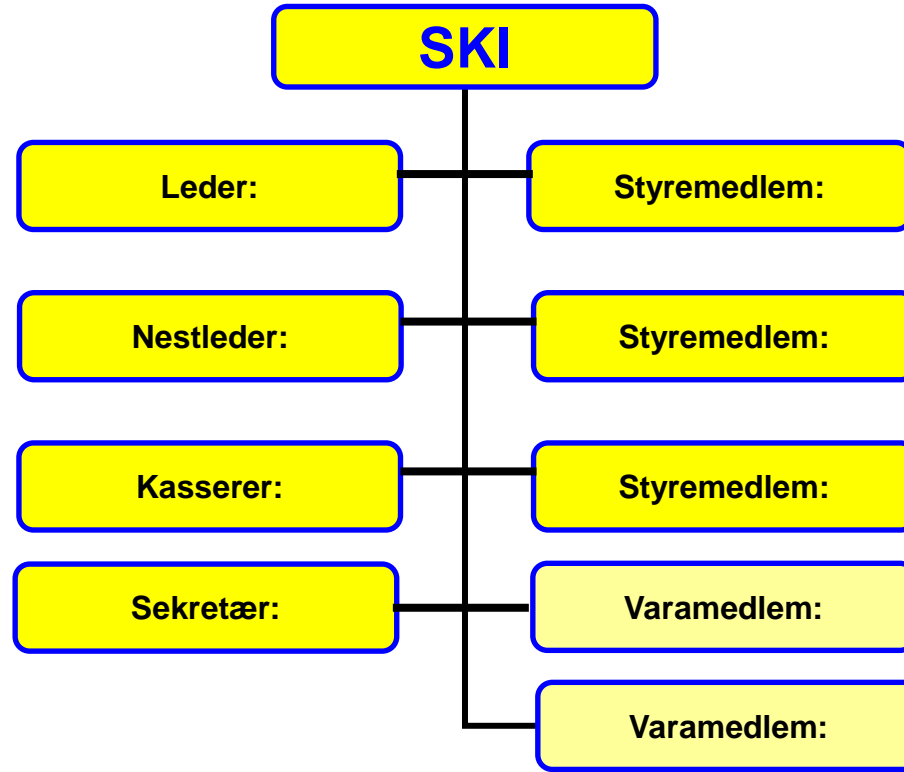 SKI
Leder:
Styremedlem:
Nestleder:
Styremedlem:
Kasserer:
Styremedlem:
Sekretær:
Varamedlem:
Varamedlem: